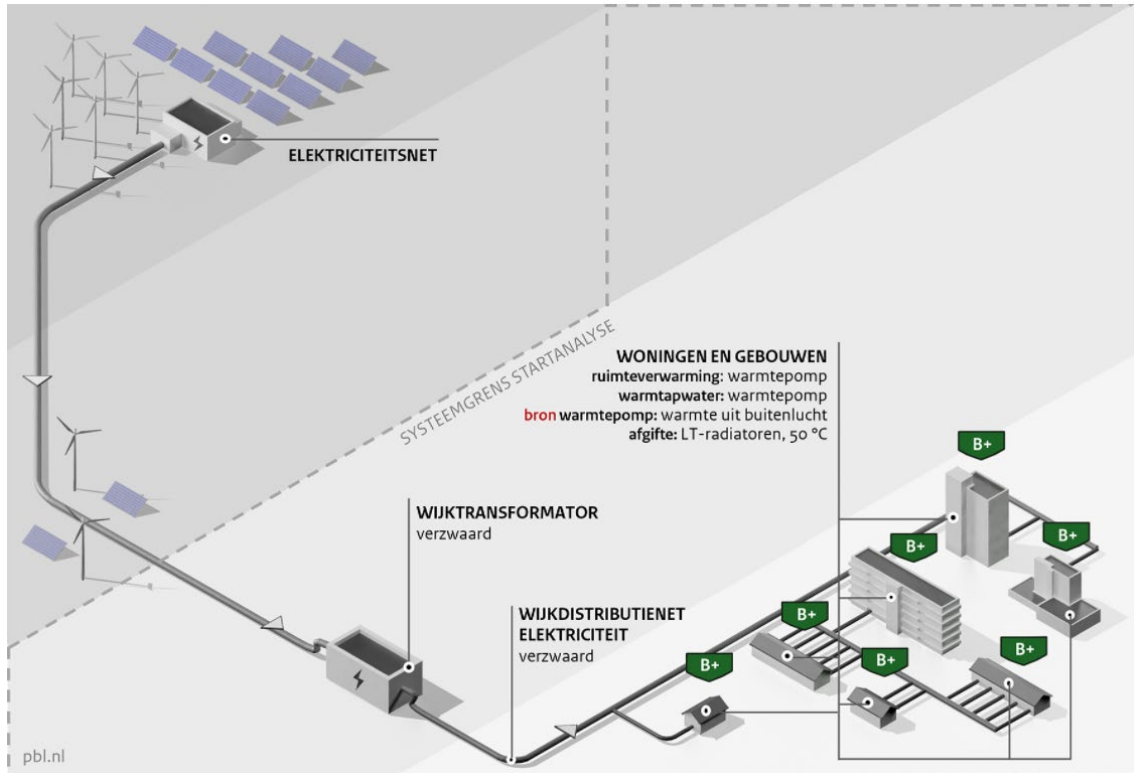 ELEKTRICITEITSNET
SYSTEEMGRENS STARTANALYSE
WONINGEN EN GEBOUWEN
ruimteverwarming: warmtepomp
warmtapwater: warmtepomp
bron warmtepomp: warmte uit buitenlucht
afgifte: LT-radiatoren, 50 °C
B+
B+
B+
WIJKTRANSFORMATOR
verzwaard
B+
B+
B+
B+
WIJKDISTRIBUTIENET
ELEKTRICITEIT
verzwaard
pbl.nl